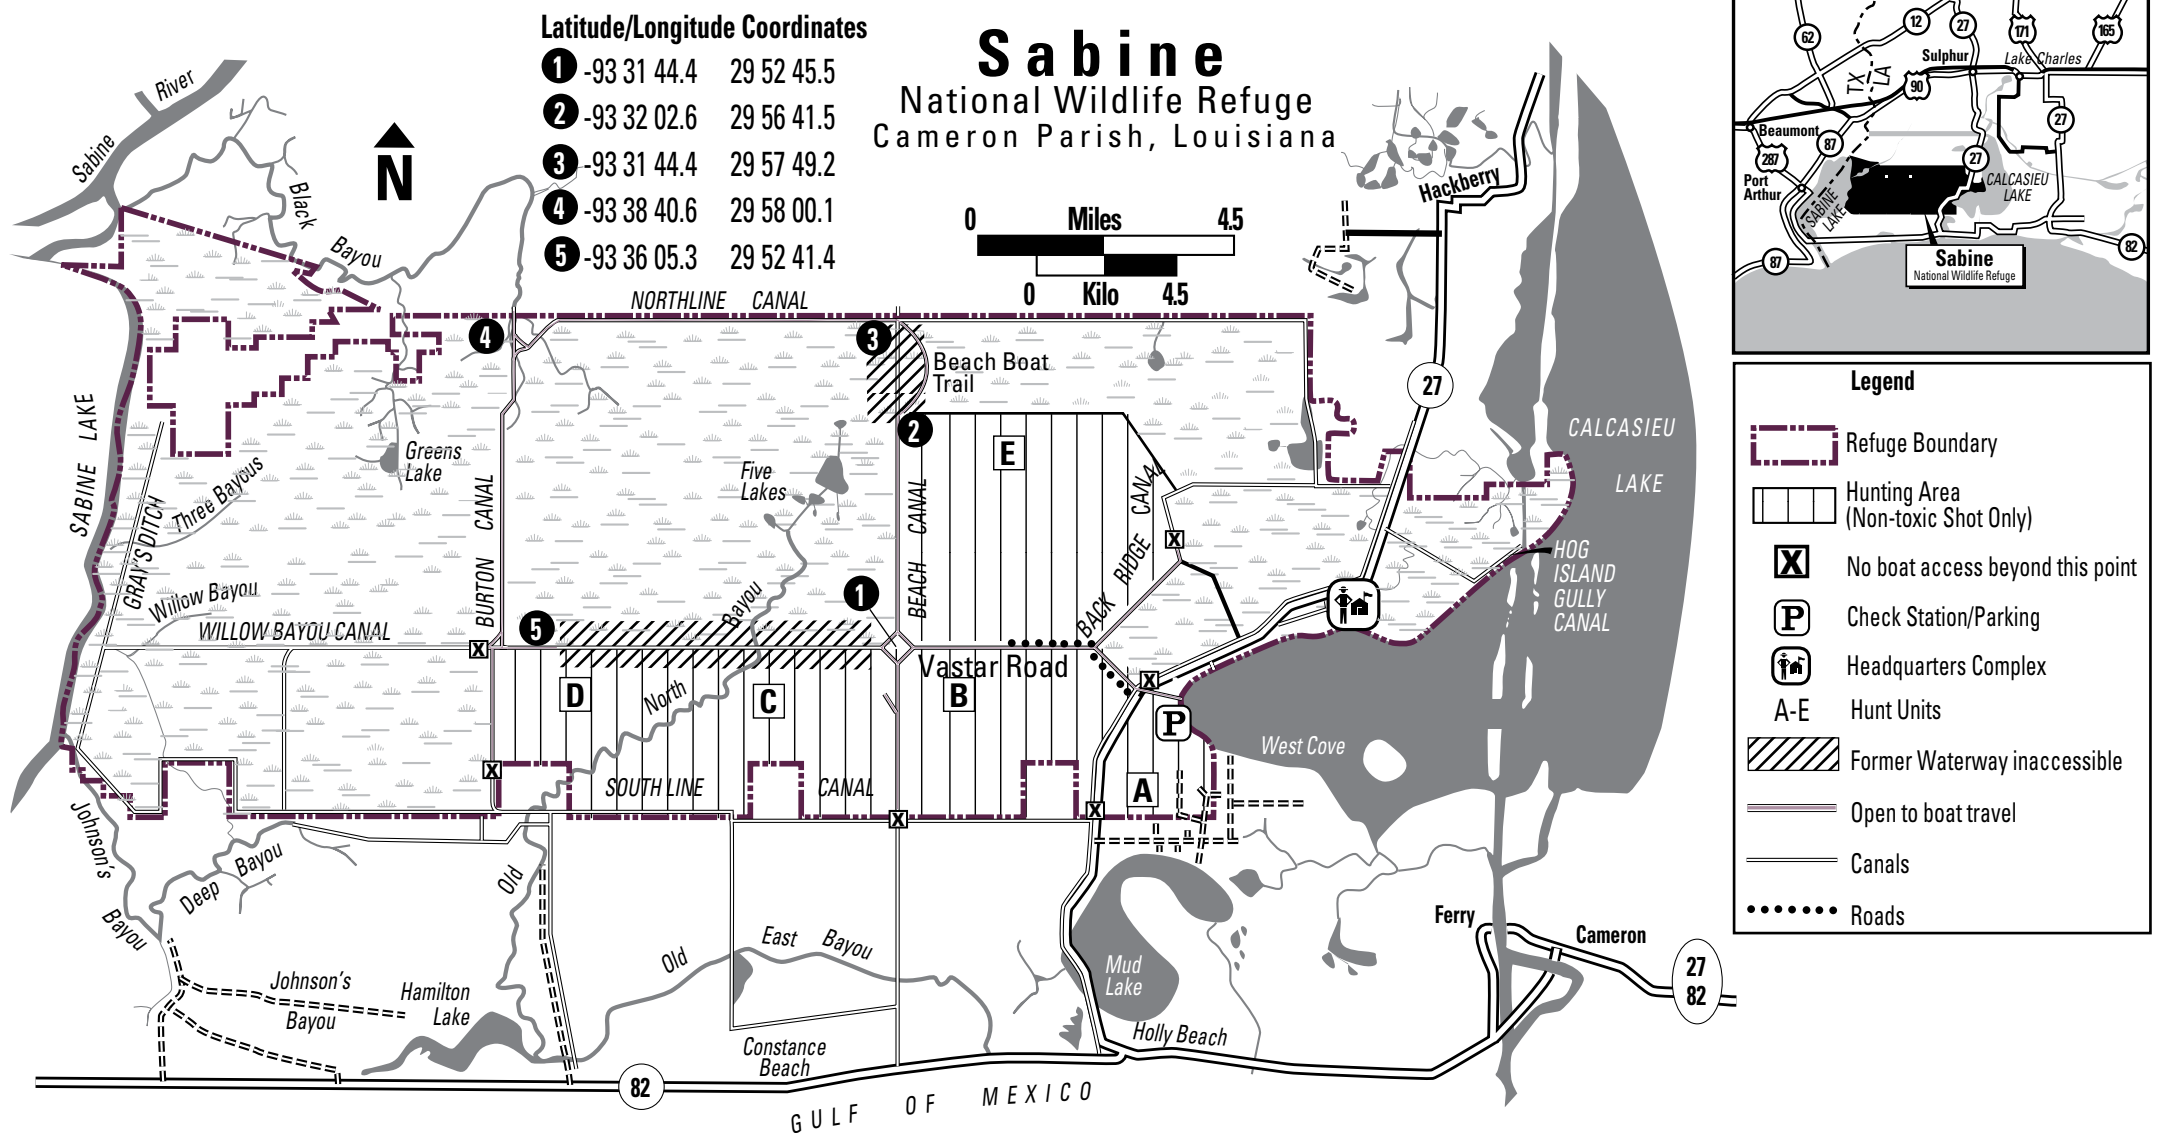 Latitude/Longitude Coordinates
1 -93 31 44.4 29 52 45.5
2 -93 32 02.6 29 56 41.5
3 -93 31 44.4 29 57 49.2
4 -93 38 40.6 29 58 00.1
5 -93 36 05.3 29 52 41.4
Sabine
National Wildlife Refuge
Cameron Parish, Louisiana
N
0 Miles 4.5
0 Kilo 4.5
Sabine River
Black Bayou
NORTHLINE CANAL
Hackberry
27
4
3
Beach Boat
Trail
2
E
SABINE LAKE
GRAY'S DITCH
Three Bayous
Greens
Lake
BURTON CANAL
Five
Lakes
BEACH CANAL
BACK RIDGE CANAL
X
CALCASIEU
LAKE
HOG
ISLAND
GULLY
CANAL
Willow Bayou
WILLOW BAYOU CANAL
X
5
1
North Bayou
Vastar Road
D
C
B
X
P
A
West Cove
X
SOUTH LINE CANAL
X
X
Johnson's Bayou
Deep Bayou
Old
Old East Bayou
Johnson's
Bayou
Hamilton
Lake
Constance
Beach
Mud
Lake
Holly Beach
Ferry
Cameron
27
82
82
GULF OF MEXICO
62
12
27
171
165
Sulphur
Lake Charles
TX
LA
90
Beaumont
87
287
27
27
Port
Arthur
SABINE
LAKE
CALCASIEU
LAKE
82
87
Sabine
National Wildlife Refuge
Legend
Refuge Boundary
Hunting Area
(Non-toxic Shot Only)
X No boat access beyond this point
P Check Station/Parking
Headquarters Complex
A-E Hunt Units
Former Waterway inaccessible
Open to boat travel
Canals
Roads